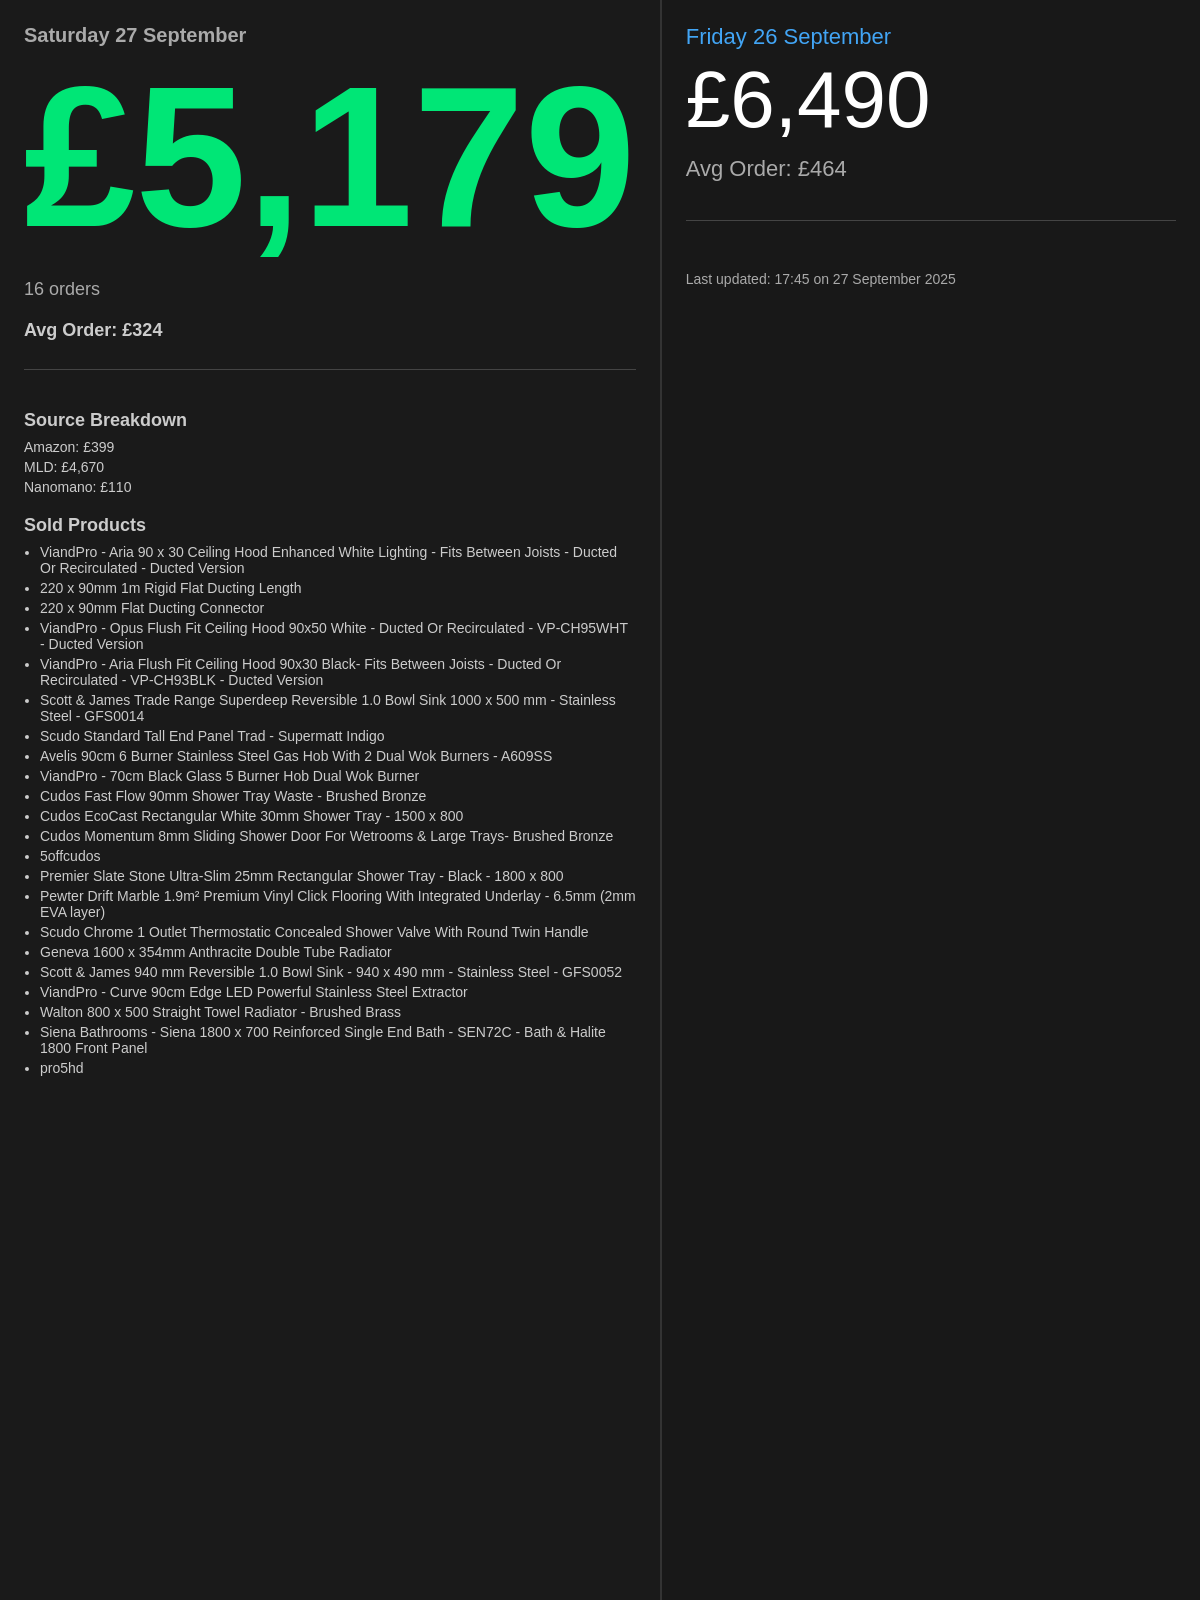 Saturday 27 September
£5,179
16 orders
Avg Order: £324
Source Breakdown
Amazon: £399
MLD: £4,670
Nanomano: £110
Sold Products
• ViandPro - Aria 90 x 30 Ceiling Hood Enhanced White Lighting - Fits Between Joists - Ducted
Or Recirculated - Ducted Version
• 220 x 90mm 1m Rigid Flat Ducting Length
• 220 x 90mm Flat Ducting Connector
• ViandPro - Opus Flush Fit Ceiling Hood 90x50 White - Ducted Or Recirculated - VP-CH95WHT
- Ducted Version
• ViandPro - Aria Flush Fit Ceiling Hood 90x30 Black- Fits Between Joists - Ducted Or
Recirculated - VP-CH93BLK - Ducted Version
• Scott & James Trade Range Superdeep Reversible 1.0 Bowl Sink 1000 x 500 mm - Stainless
Steel - GFS0014
• Scudo Standard Tall End Panel Trad - Supermatt Indigo
• Avelis 90cm 6 Burner Stainless Steel Gas Hob With 2 Dual Wok Burners - A609SS
• ViandPro - 70cm Black Glass 5 Burner Hob Dual Wok Burner
• Cudos Fast Flow 90mm Shower Tray Waste - Brushed Bronze
• Cudos EcoCast Rectangular White 30mm Shower Tray - 1500 x 800
• Cudos Momentum 8mm Sliding Shower Door For Wetrooms & Large Trays- Brushed Bronze
• 5offcudos
• Premier Slate Stone Ultra-Slim 25mm Rectangular Shower Tray - Black - 1800 x 800
• Pewter Drift Marble 1.9m² Premium Vinyl Click Flooring With Integrated Underlay - 6.5mm (2mm
EVA layer)
• Scudo Chrome 1 Outlet Thermostatic Concealed Shower Valve With Round Twin Handle
• Geneva 1600 x 354mm Anthracite Double Tube Radiator
• Scott & James 940 mm Reversible 1.0 Bowl Sink - 940 x 490 mm - Stainless Steel - GFS0052
• ViandPro - Curve 90cm Edge LED Powerful Stainless Steel Extractor
• Walton 800 x 500 Straight Towel Radiator - Brushed Brass
• Siena Bathrooms - Siena 1800 x 700 Reinforced Single End Bath - SEN72C - Bath & Halite
1800 Front Panel
• pro5hd
Friday 26 September
£6,490
Avg Order: £464
Last updated: 17:45 on 27 September 2025